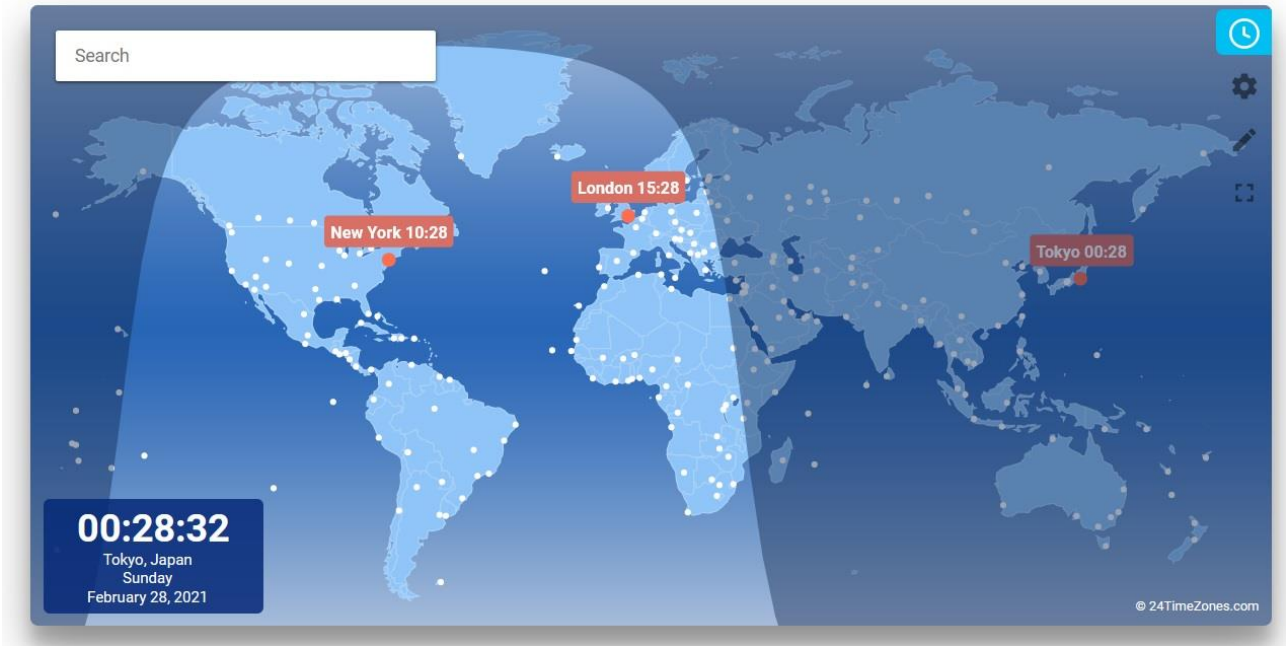 Search
London 15:28
New York 10:28
Tokyo 00:28
00:28:32
Tokyo, Japan
Sunday
February 28, 2021
© 24TimeZones.com